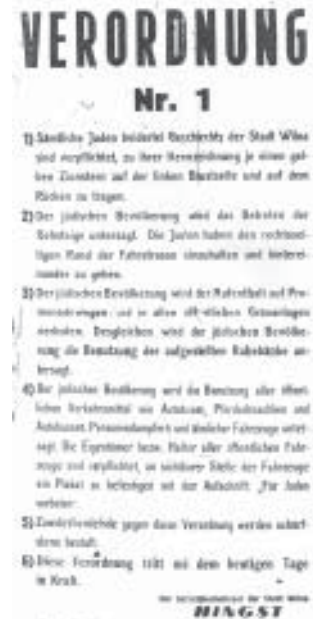 VERORDNUNG
Nr. 1
1) Sämtliche Juden beiderlei Geschlechts der Stadt Wilna
sind verpflichtet, zu ihrer Kennzeichnung je einen gel-
ben Zionstern auf der linken Brustseite und auf dem
Rücken zu tragen.
2) Der jüdischen Bevölkerung wird das Betreten der
Gehsteige untersagt. Die Juden haben den rechtssei-
tigen Rand der Fahrstrasse einzuhalten und hinterei-
nander zu gehen.
3) Der jüdischen Bevölkerung wird der Aufenthalt auf Pro-
menadenwegen und in allen öffentlichen Grünanlagen
verboten. Desgleichen wird der jüdischen Bevölke-
rung die Benutzung der aufgestellten Ruhebänke un-
tersagt.
4) Der jüdischen Bevölkerung wird die Benutzung aller öffent-
lichen Verkehrsmittel wie Autotaxen, Pferdedroschken und
Autobussen, Personendampfern und ähnlicher Fahrzeuge unter-
sagt. Die Eigentümer bezw. Halter aller öffentlichen Fahr-
zeuge sind verpflichtet, an sichtbarer Stelle der Fahrzeuge
ein Plakat zu befestigen mit der Aufschrift „Für Juden
verboten".
5) Zuwiderhandelnde gegen diese Verordnung werden schärf-
stens bestraft.
6) Diese Verordnung tritt mit dem heutigen Tage
in Kraft.
Der Gebietskommissar der Stadt Wilna
HINGST